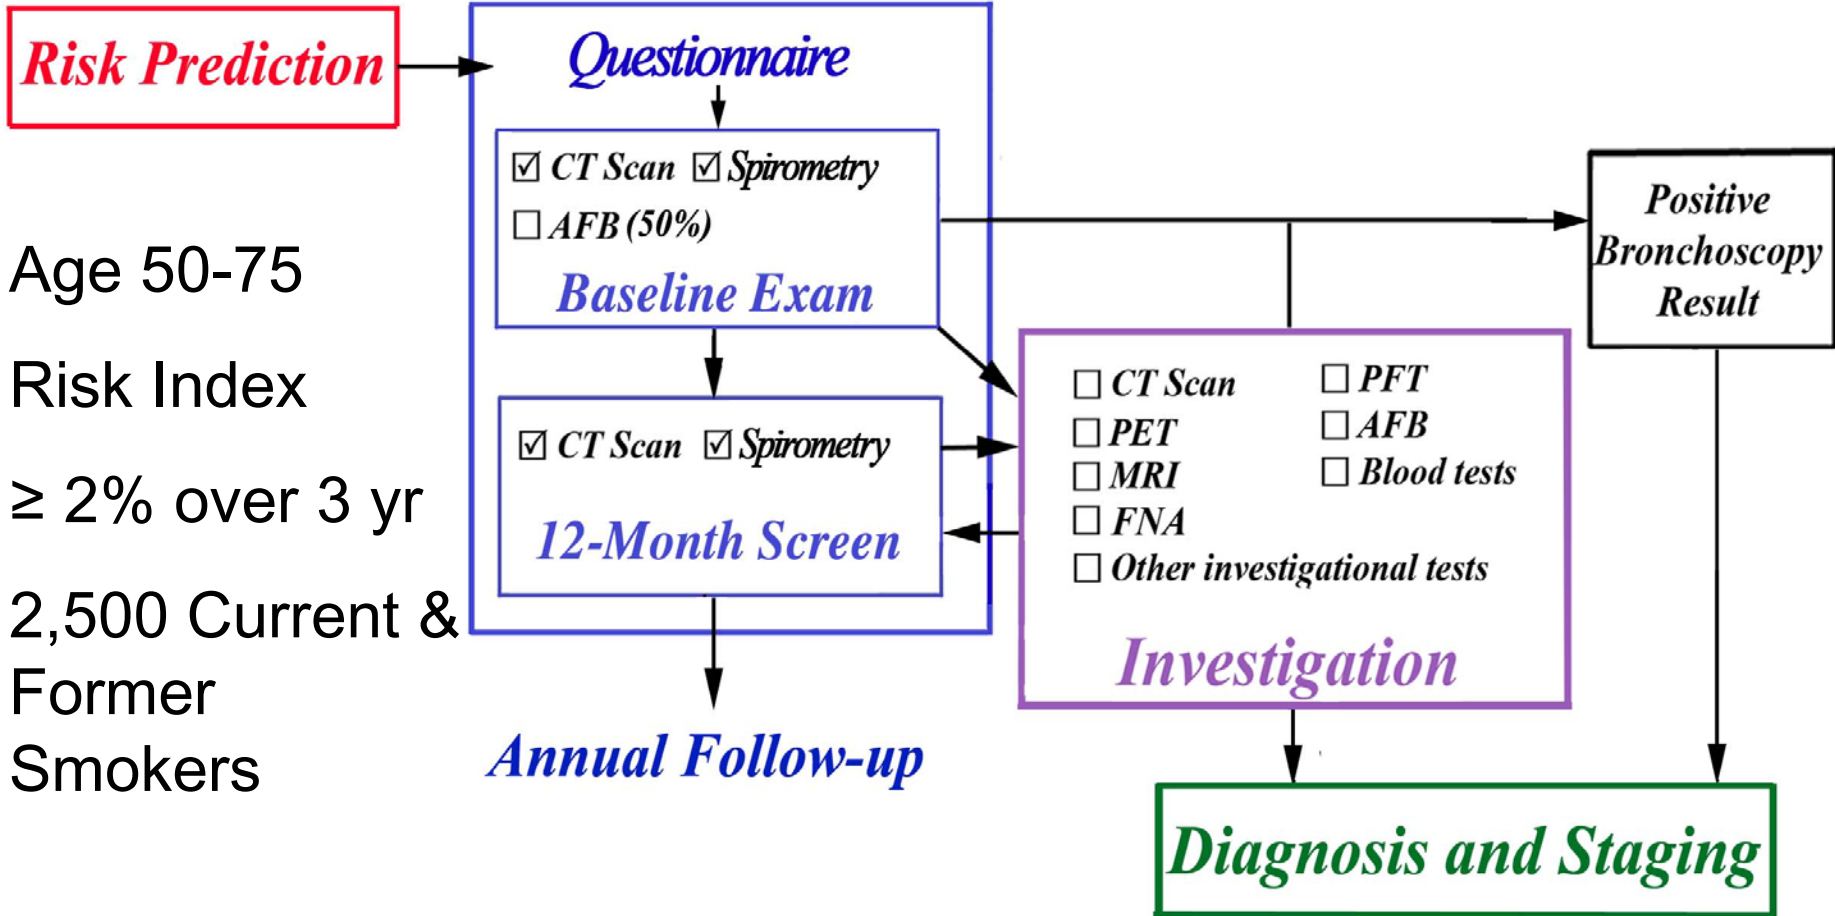 Risk Prediction
Age 50-75
Risk Index
≥ 2% over 3 yr
2,500 Current &
Former
Smokers
Questionnaire
☑ CT Scan ☑ Spirometry
☐ AFB (50%)
Baseline Exam
☑ CT Scan ☑ Spirometry
12-Month Screen
Annual Follow-up
☐ CT Scan ☐ PFT
☐ PET ☐ AFB
☐ MRI ☐ Blood tests
☐ FNA
☐ Other investigational tests
Investigation
Positive
Bronchoscopy
Result
Diagnosis and Staging